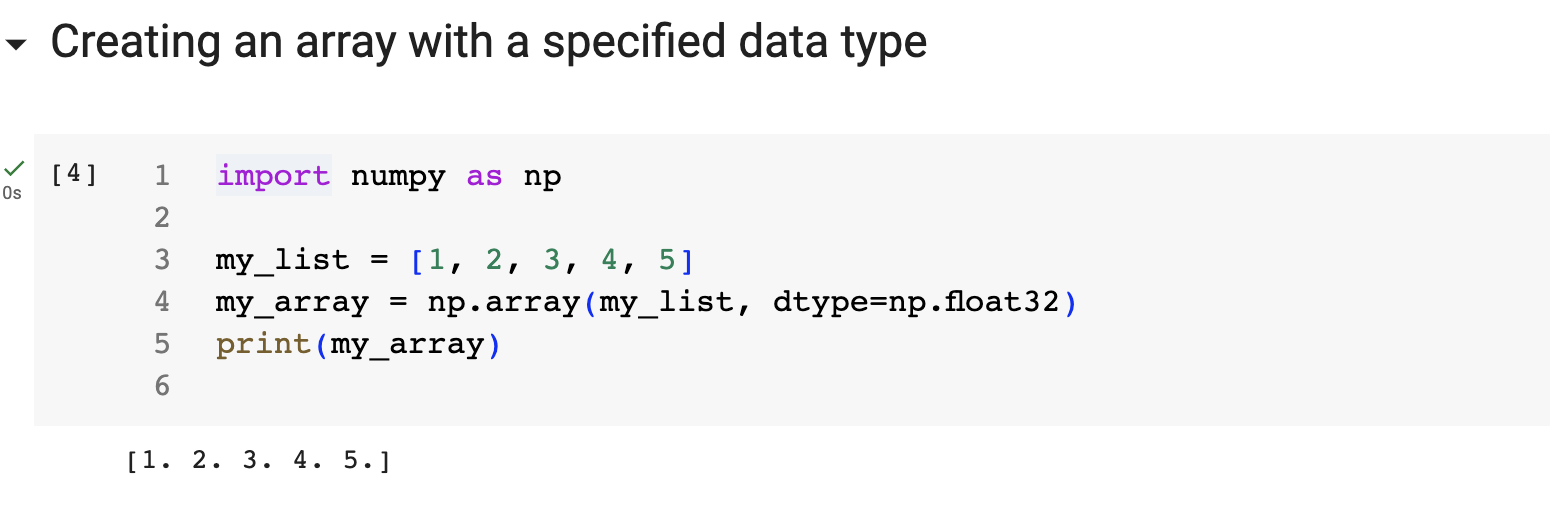 Creating an array with a specified data type
[4] 1 import numpy as np
0s 2
3 my_list = [1, 2, 3, 4, 5]
4 my_array = np.array(my_list, dtype=np.float32)
5 print(my_array)
6
[1. 2. 3. 4. 5.]